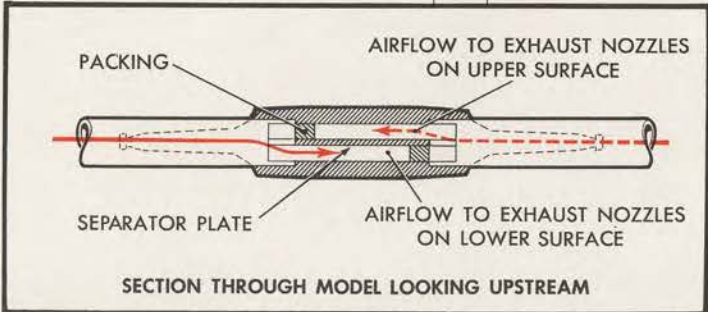 PACKING
AIRFLOW TO EXHAUST NOZZLES
ON UPPER SURFACE
SEPARATOR PLATE
AIRFLOW TO EXHAUST NOZZLES
ON LOWER SURFACE
SECTION THROUGH MODEL LOOKING UPSTREAM